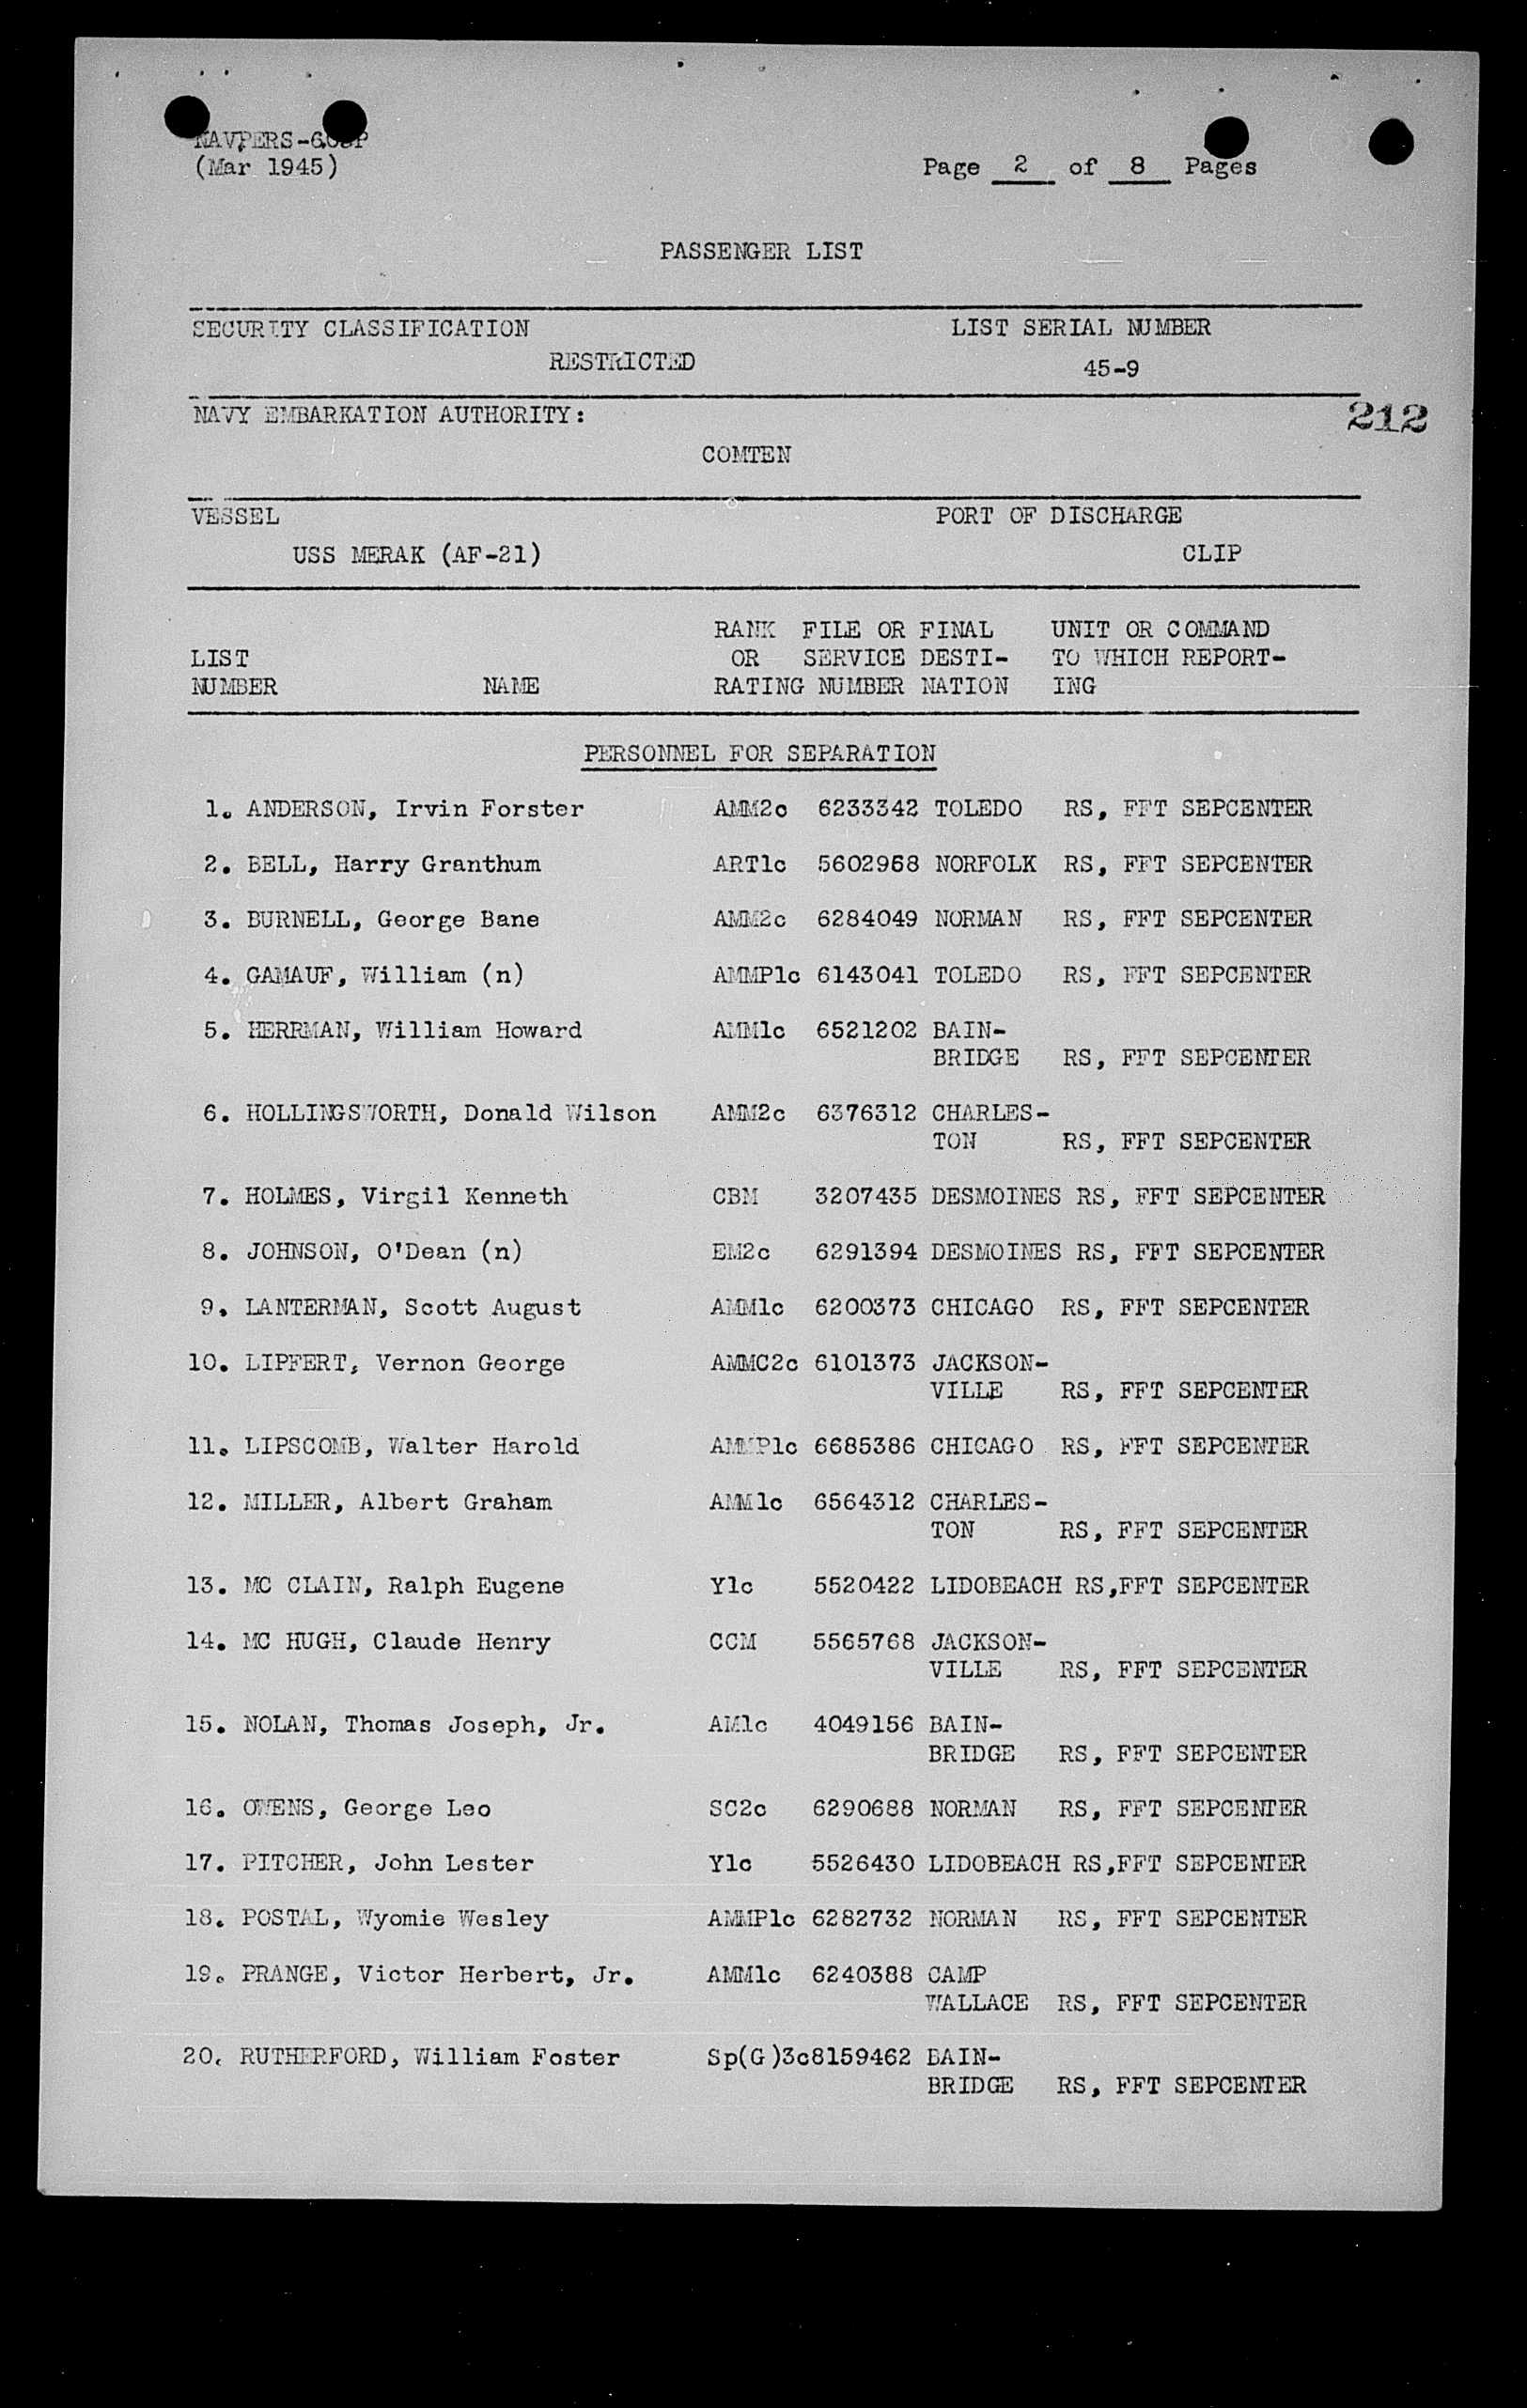 NAVPERS-
(Mar 1945)
Page 2 of 8 Pages
PASSENGER LIST
SECURITY CLASSIFICATION LIST SERIAL NUMBER
RESTRICTED 45-9
NAVY EMBARKATION AUTHORITY: 212
COMTEN
VESSEL PORT OF DISCHARGE
USS MERAK (AF-21) CLIP
RANK FILE OR FINAL UNIT OR COMMAND
LIST OR SERVICE DESTI- TO WHICH REPORT-
NUMBER NAME RATING NUMBER NATION ING
PERSONNEL FOR SEPARATION
1. ANDERSON, Irvin Forster AMM2c 6233342 TOLEDO RS, FFT SEPCENTER
2. BELL, Harry Granthum ART1c 5602968 NORFOLK RS, FFT SEPCENTER
3. BURNELL, George Bane AMM2c 6284049 NORMAN RS, FFT SEPCENTER
4. GAMAUF, William (n) AMMP1c 6143041 TOLEDO RS, FFT SEPCENTER
5. HERRMAN, William Howard AMM1c 6521202 BAIN-
BRIDGE RS, FFT SEPCENTER
6. HOLLINGSWORTH, Donald Wilson AMM2c 6376312 CHARLES-
TON RS, FFT SEPCENTER
7. HOLMES, Virgil Kenneth CBM 3207435 DESMOINES RS, FFT SEPCENTER
8. JOHNSON, O'Dean (n) EM2c 6291394 DESMOINES RS, FFT SEPCENTER
9. LANTERMAN, Scott August AMM1c 6200373 CHICAGO RS, FFT SEPCENTER
10. LIPFERT, Vernon George AMMC2c 6101373 JACKSON-
VILLE RS, FFT SEPCENTER
11. LIPSCOMB, Walter Harold AMMP1c 6685386 CHICAGO RS, FFT SEPCENTER
12. MILLER, Albert Graham AMM1c 6564312 CHARLES-
TON RS, FFT SEPCENTER
13. MC CLAIN, Ralph Eugene Y1c 5520422 LIDOBEACH RS,FFT SEPCENTER
14. MC HUGH, Claude Henry CCM 5565768 JACKSON-
VILLE RS, FFT SEPCENTER
15. NOLAN, Thomas Joseph, Jr. AM1c 4049156 BAIN-
BRIDGE RS, FFT SEPCENTER
16. OWENS, George Leo SC2c 6290688 NORMAN RS, FFT SEPCENTER
17. PITCHER, John Lester Y1c 5526430 LIDOBEACH RS,FFT SEPCENTER
18. POSTAL, Wyomie Wesley AMMP1c 6282732 NORMAN RS, FFT SEPCENTER
19. PRANGE, Victor Herbert, Jr. AMM1c 6240388 CAMP
WALLACE RS, FFT SEPCENTER
20. RUTHERFORD, William Foster Sp(G)3c8159462 BAIN-
BRIDGE RS, FFT SEPCENTER